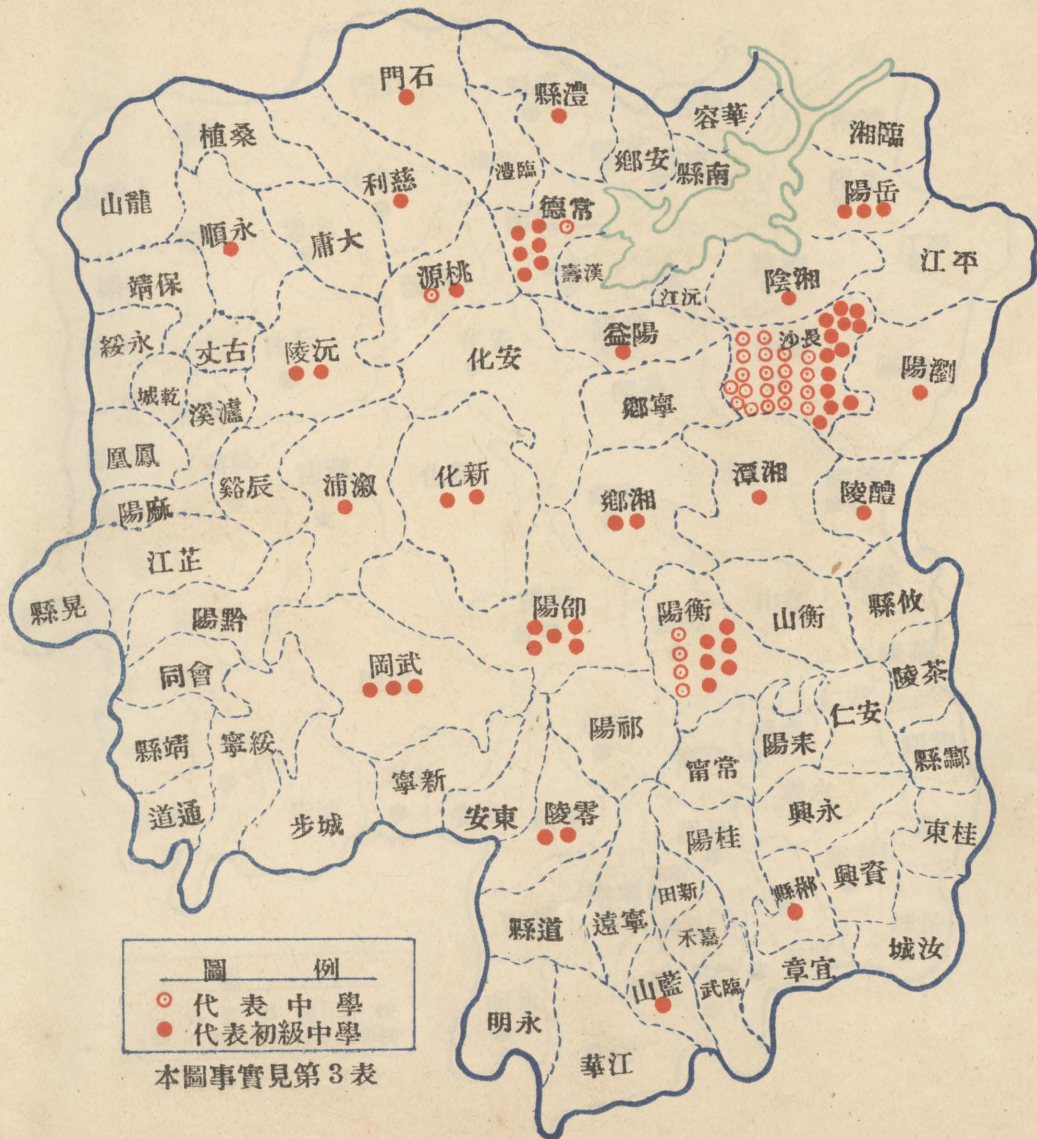 石門
澧縣
華容
臨湘
桑植
安鄉
南縣
臨澧
慈利
岳陽
龍山
常德
永順
大庸
平江
桃源
漢壽
湘陰
保靖
沅江
永綏
古丈
沅陵
安化
益陽
長沙
瀏陽
乾城
瀘溪
寧鄉
鳳凰
辰谿
溆浦
新化
湘鄉
湘潭
醴陵
麻陽
芷江
晃縣
黔陽
邵陽
衡陽
衡山
攸縣
會同
武岡
茶陵
安仁
靖縣
綏寧
祁陽
耒陽
酃縣
常甯
通道
城步
新寧
東安
零陵
桂陽
永興
桂東
資興
新田
郴縣
道縣
寧遠
嘉禾
汝城
宜章
藍山
臨武
永明
江華
圖 例
代表中學
代表初級中學
本圖事實見第3表